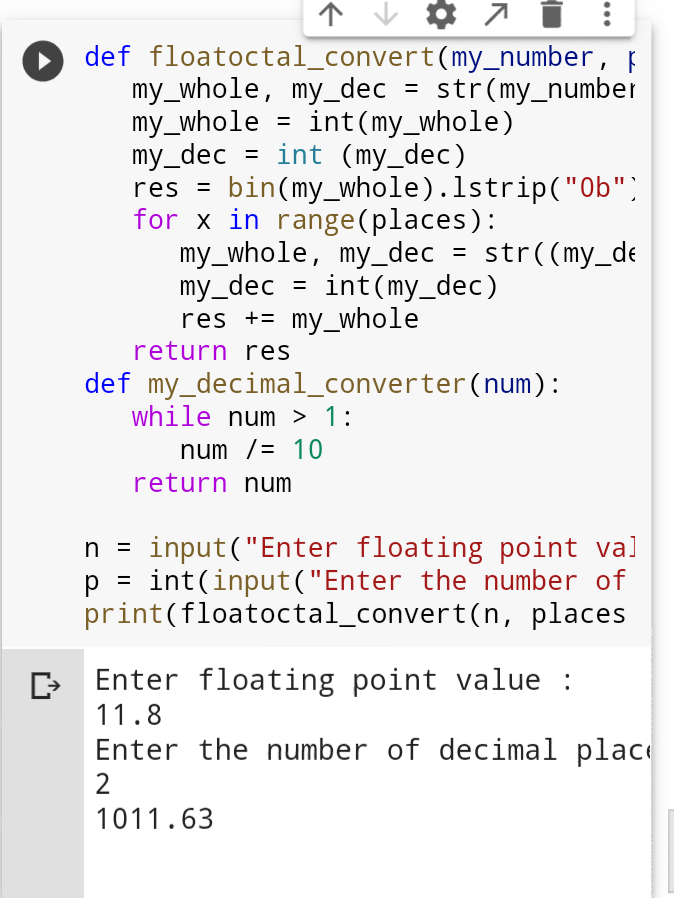 def floatoctal_convert(my_number, p
my_whole, my_dec = str(my_number
my_whole = int(my_whole)
my_dec = int (my_dec)
res = bin(my_whole).lstrip("0b")
for x in range(places):
my_whole, my_dec = str((my_de
my_dec = int(my_dec)
res += my_whole
return res
def my_decimal_converter(num):
while num > 1:
num /= 10
return num
n = input("Enter floating point val
p = int(input("Enter the number of
print(floatoctal_convert(n, places
Enter floating point value :
11.8
Enter the number of decimal place
2
1011.63